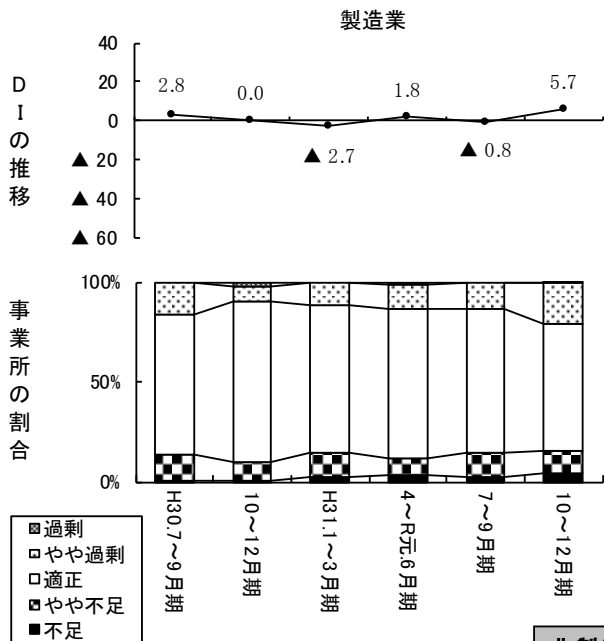 製造業
DIの推移
40
20
0
▲ 20
▲ 40
▲ 60
2.8
0.0
▲ 2.7
1.8
▲ 0.8
5.7
事業所の割合
100%
50%
0%
H30.7～9月期
10～12月期
H31.1～3月期
4～R元.6月期
7～9月期
10～12月期
過剰
やや過剰
適正
やや不足
不足